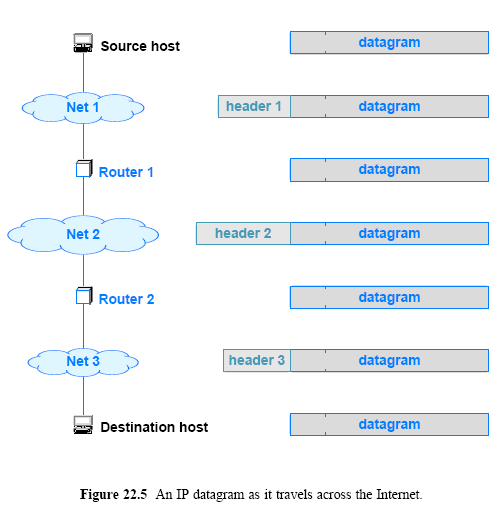 Source host datagram
Net 1 header 1 datagram
Router 1 datagram
Net 2 header 2 datagram
Router 2 datagram
Net 3 header 3 datagram
Destination host datagram
Figure 22.5 An IP datagram as it travels across the Internet.